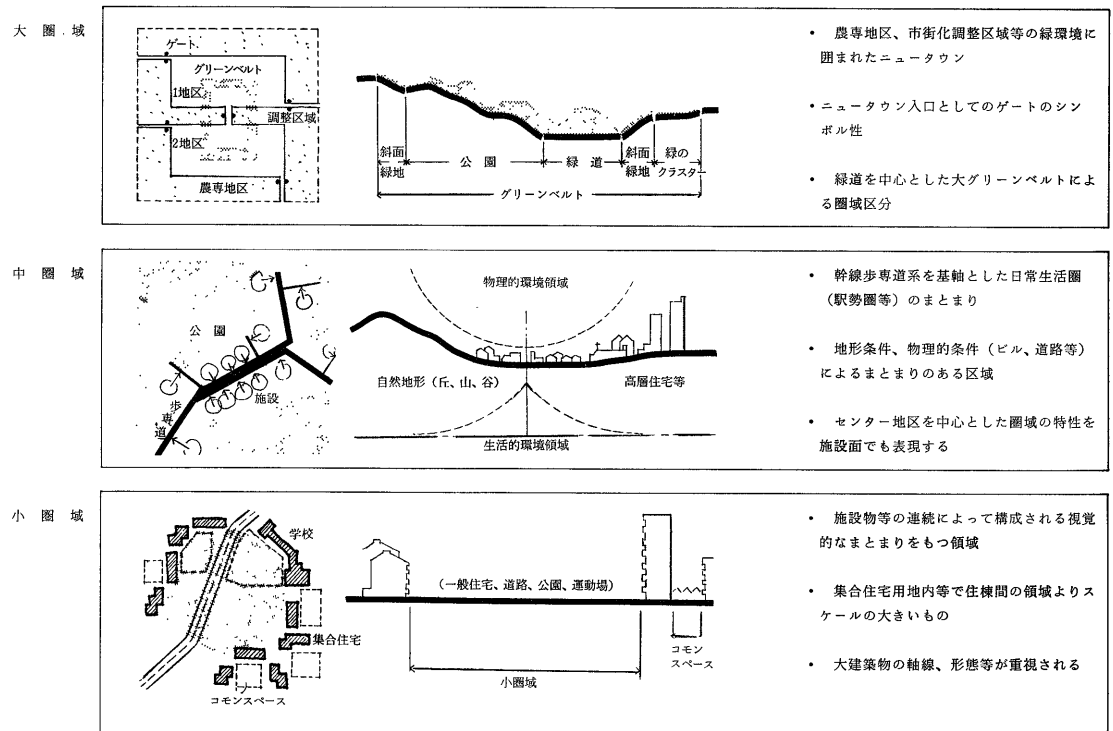 大圏域
ゲート
グリーンベルト
1地区
調整区域
2地区
農専地区
斜面
緑地
公園
緑道
斜面
緑地
緑の
クラスター
グリーンベルト
・ 農専地区、市街化調整区域等の緑環境に
囲まれたニュータウン
・ニュータウン入口としてのゲートのシン
ボル性
・ 緑道を中心とした大グリーンベルトによ
る圏域区分
中圏域
公園
施設
歩専道
物理的環境領域
自然地形（丘、山、谷）
高層住宅等
生活的環境領域
・ 幹線歩専道系を基軸とした日常生活圏
（駅勢圏等）のまとまり
・ 地形条件、物理的条件（ビル、道路等）
によるまとまりのある区域
・ センター地区を中心とした圏域の特性を
施設面でも表現する
小圏域
学校
集合住宅
コモンスペース
（一般住宅、道路、公園、運動場）
コモン
スペース
小圏域
・ 施設物等の連続によって構成される視覚
的なまとまりをもつ領域
・ 集合住宅用地内等で住棟間の領域よりス
ケールの大きいもの
・ 大建築物の軸線、形態等が重視される